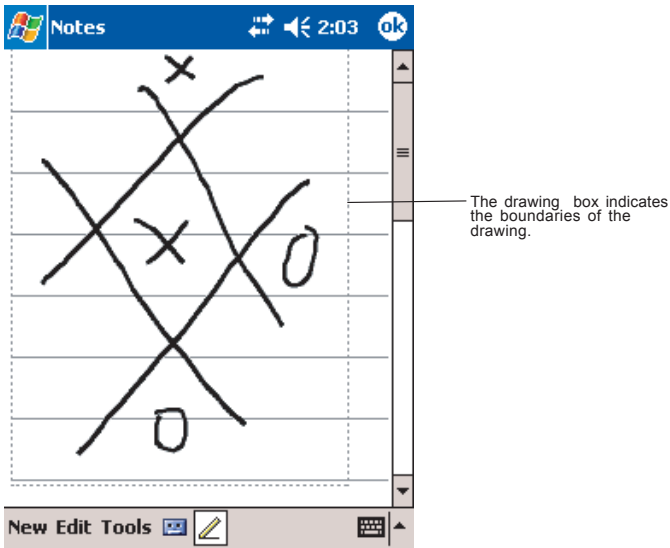 Notes 2:03 ok
X
X
O
O
The drawing box indicates
the boundaries of the
drawing.
New Edit Tools